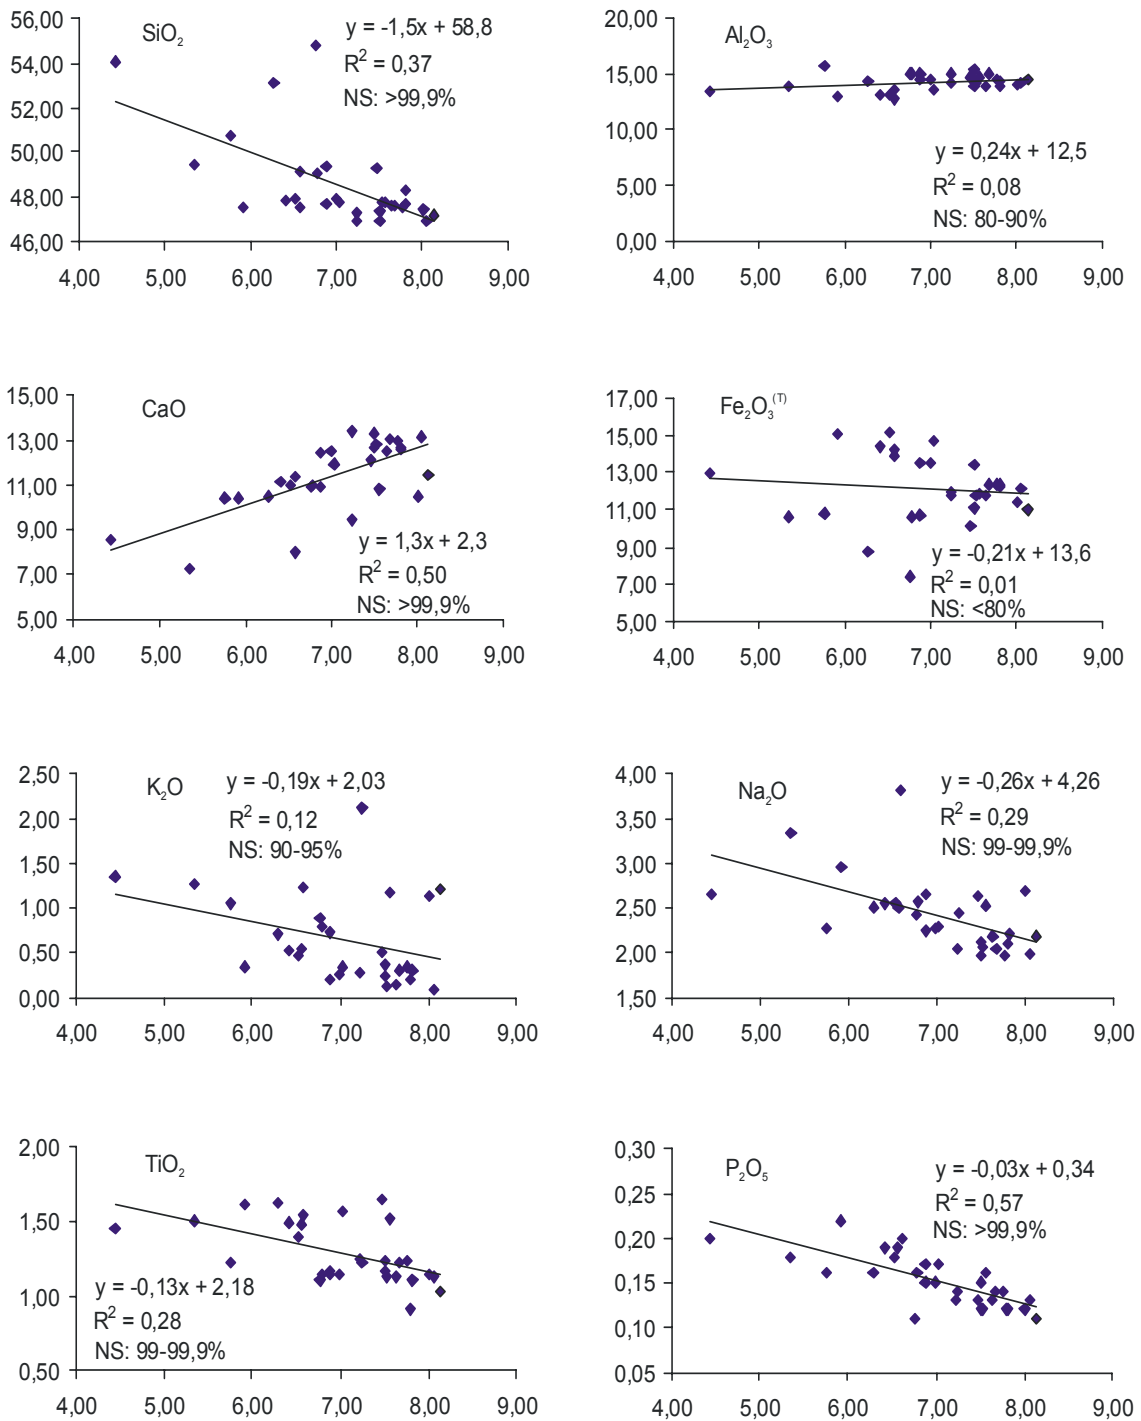 SiO2
y = -1,5x + 58,8
R2 = 0,37
NS: >99,9%
56,00
54,00
52,00
50,00
48,00
46,00
4,00 5,00 6,00 7,00 8,00 9,00
Al2O3
y = 0,24x + 12,5
R2 = 0,08
NS: 80-90%
20,00
15,00
10,00
5,00
0,00
4,00 5,00 6,00 7,00 8,00 9,00
CaO
y = 1,3x + 2,3
R2 = 0,50
NS: >99,9%
15,00
13,00
11,00
9,00
7,00
5,00
4,00 5,00 6,00 7,00 8,00 9,00
Fe2O3(T)
y = -0,21x + 13,6
R2 = 0,01
NS: <80%
17,00
15,00
13,00
11,00
9,00
7,00
5,00
4,00 5,00 6,00 7,00 8,00 9,00
K2O
y = -0,19x + 2,03
R2 = 0,12
NS: 90-95%
2,50
2,00
1,50
1,00
0,50
0,00
4,00 5,00 6,00 7,00 8,00 9,00
Na2O
y = -0,26x + 4,26
R2 = 0,29
NS: 99-99,9%
4,00
3,50
3,00
2,50
2,00
1,50
4,00 5,00 6,00 7,00 8,00 9,00
TiO2
y = -0,13x + 2,18
R2 = 0,28
NS: 99-99,9%
2,00
1,50
1,00
0,50
4,00 5,00 6,00 7,00 8,00 9,00
P2O5
y = -0,03x + 0,34
R2 = 0,57
NS: >99,9%
0,30
0,25
0,20
0,15
0,10
0,05
4,00 5,00 6,00 7,00 8,00 9,00